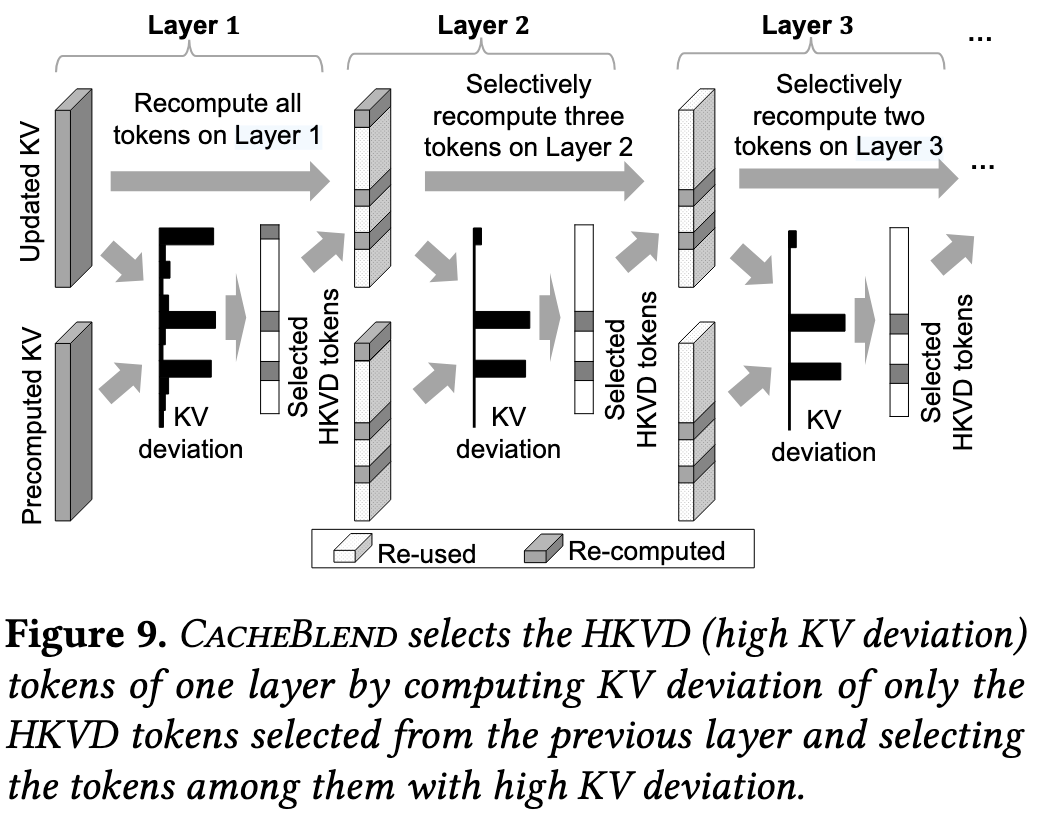 Layer 1
Layer 2
Layer 3
...
Recompute all
tokens on Layer 1
Selectively
recompute three
tokens on Layer 2
Selectively
recompute two
tokens on Layer 3
...
Updated KV
Precomputed KV
KV
deviation
Selected
HKVD tokens
KV
deviation
Selected
HKVD tokens
KV
deviation
Selected
HKVD tokens
Re-used
Re-computed
Figure 9. CACHEBLEND selects the HKVD (high KV deviation)
tokens of one layer by computing KV deviation of only the
HKVD tokens selected from the previous layer and selecting
the tokens among them with high KV deviation.